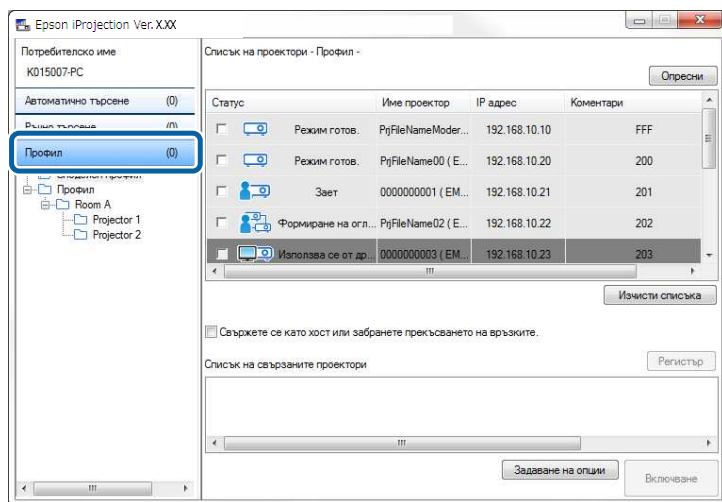 Epson iProjection Ver. X.XX
Потребителско име
K015007-PC
Автоматично търсене (0)
Ръчно търсене (0)
Профил (0)
Споделен профил
Профил
Room A
Projector 1
Projector 2
Списък на проектори - Профил -
Опресни
Статус Име проектор IP адрес Коментари
Режим готов. PrjFileNameModer... 192.168.10.10 FFF
Режим готов. PrjFileName00 ( E... 192.168.10.20 200
Зает 0000000001 ( EM... 192.168.10.21 201
Формиране на огл... PrjFileName02 ( E... 192.168.10.22 202
Използва се от др... 0000000003 ( EM... 192.168.10.23 203
Изчисти списъка
Свържете се като хост или забранете прекъсването на връзките.
Списък на свързаните проектори
Регистър
Задаване на опции
Включване